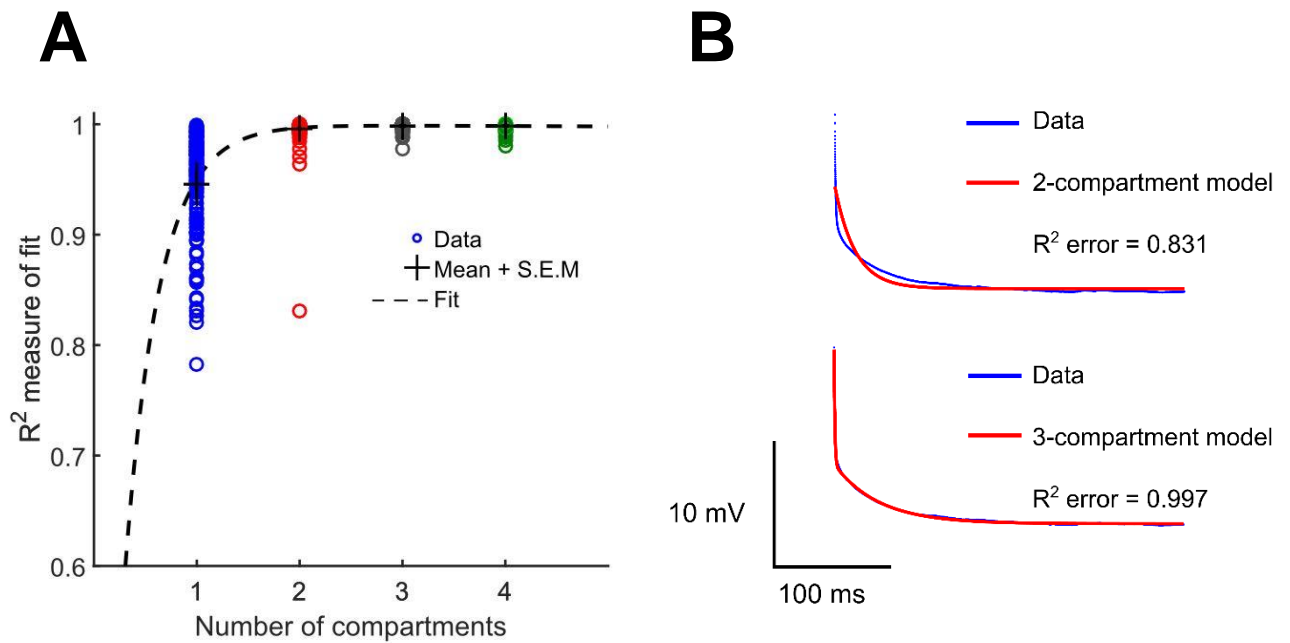 A
R² measure of fit
1
0.9
0.8
0.7
0.6
1 2 3 4
Number of compartments
Data
Mean + S.E.M
Fit
B
Data
2-compartment model
R² error = 0.831
Data
3-compartment model
R² error = 0.997
10 mV
100 ms